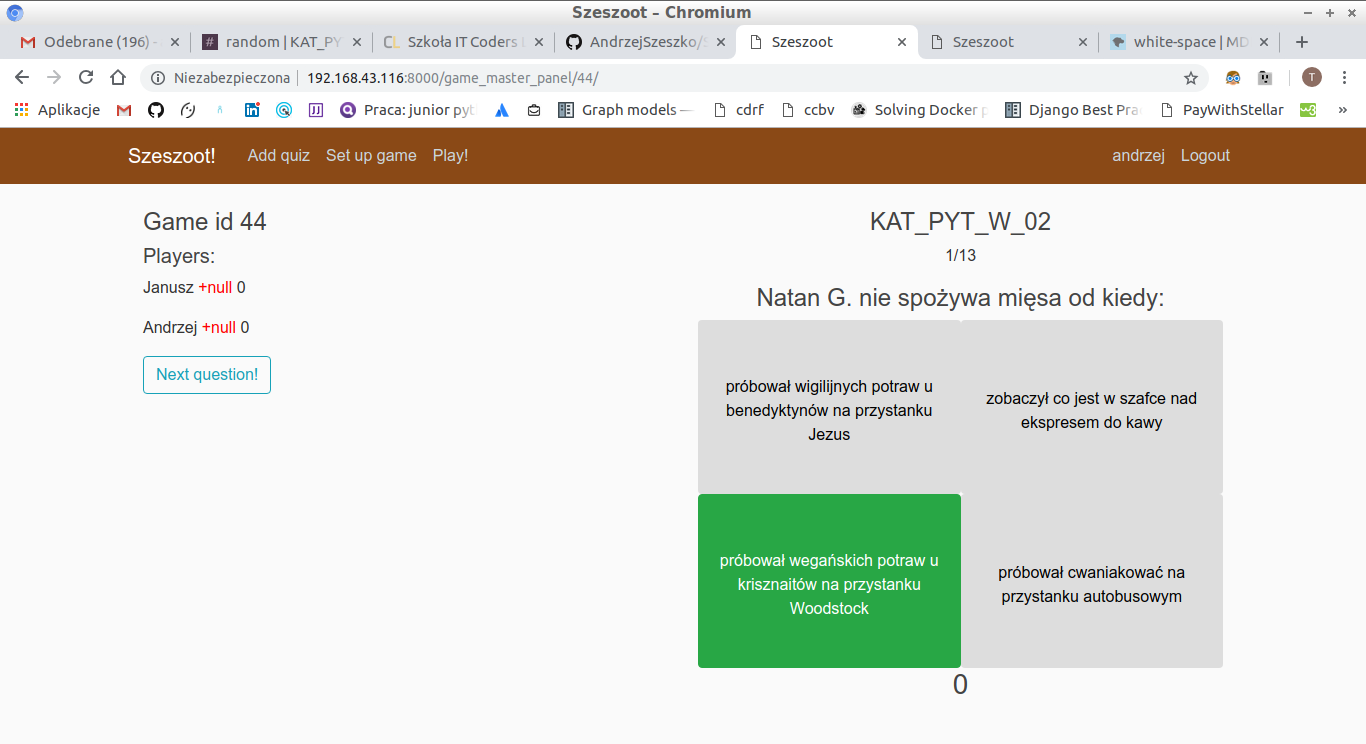 Szeszoot – Chromium
Odebrane (196) -
random | KAT_PY
Szkoła IT Coders
AndrzejSzeszko/S
Szeszoot
Szeszoot
white-space | MD
Niezabezpieczona
192.168.43.116:8000/game_master_panel/44/
T
Aplikacje
Praca: junior pyt
Graph models —
cdrf
ccbv
Solving Docker p
Django Best Pra
PayWithStellar
»
Szeszoot!
Add quiz
Set up game
Play!
andrzej
Logout
Game id 44
Players:
Janusz +null 0
Andrzej +null 0
Next question!
KAT_PYT_W_02
1/13
Natan G. nie spożywa mięsa od kiedy:
próbował wigilijnych potraw u
benedyktynów na przystanku
Jezus
zobaczył co jest w szafce nad
ekspresem do kawy
próbował wegańskich potraw u
krisznaitów na przystanku
Woodstock
próbował cwaniakować na
przystanku autobusowym
0